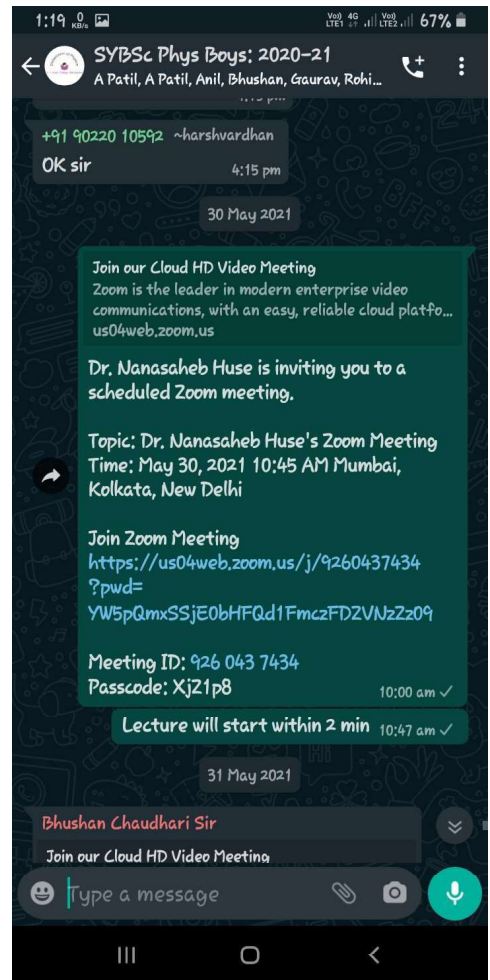 1:19 0 KB/s Vo)) LTE1 4G Vo)) LTE2 67%
SYBSc Phys Boys: 2020-21
A Patil, A Patil, Anil, Bhushan, Gaurav, Rohi...
+91 90220 10592 ~harshvardhan
OK sir
4:15 pm
30 May 2021
Join our Cloud HD Video Meeting
Zoom is the leader in modern enterprise video
communications, with an easy, reliable cloud platfo...
us04web.zoom.us
Dr. Nanasaheb Huse is inviting you to a
scheduled Zoom meeting.
Topic: Dr. Nanasaheb Huse's Zoom Meeting
Time: May 30, 2021 10:45 AM Mumbai,
Kolkata, New Delhi
Join Zoom Meeting
https://us04web.zoom.us/j/9260437434
?pwd=
YW5pQmxSSjE0bHFQd1FmczFDZVNzZz09
Meeting ID: 926 043 7434
Passcode: Xj21p8
10:00 am
Lecture will start within 2 min 10:47 am
31 May 2021
Bhushan Chaudhari Sir
Join our Cloud HD Video Meeting
Type a message